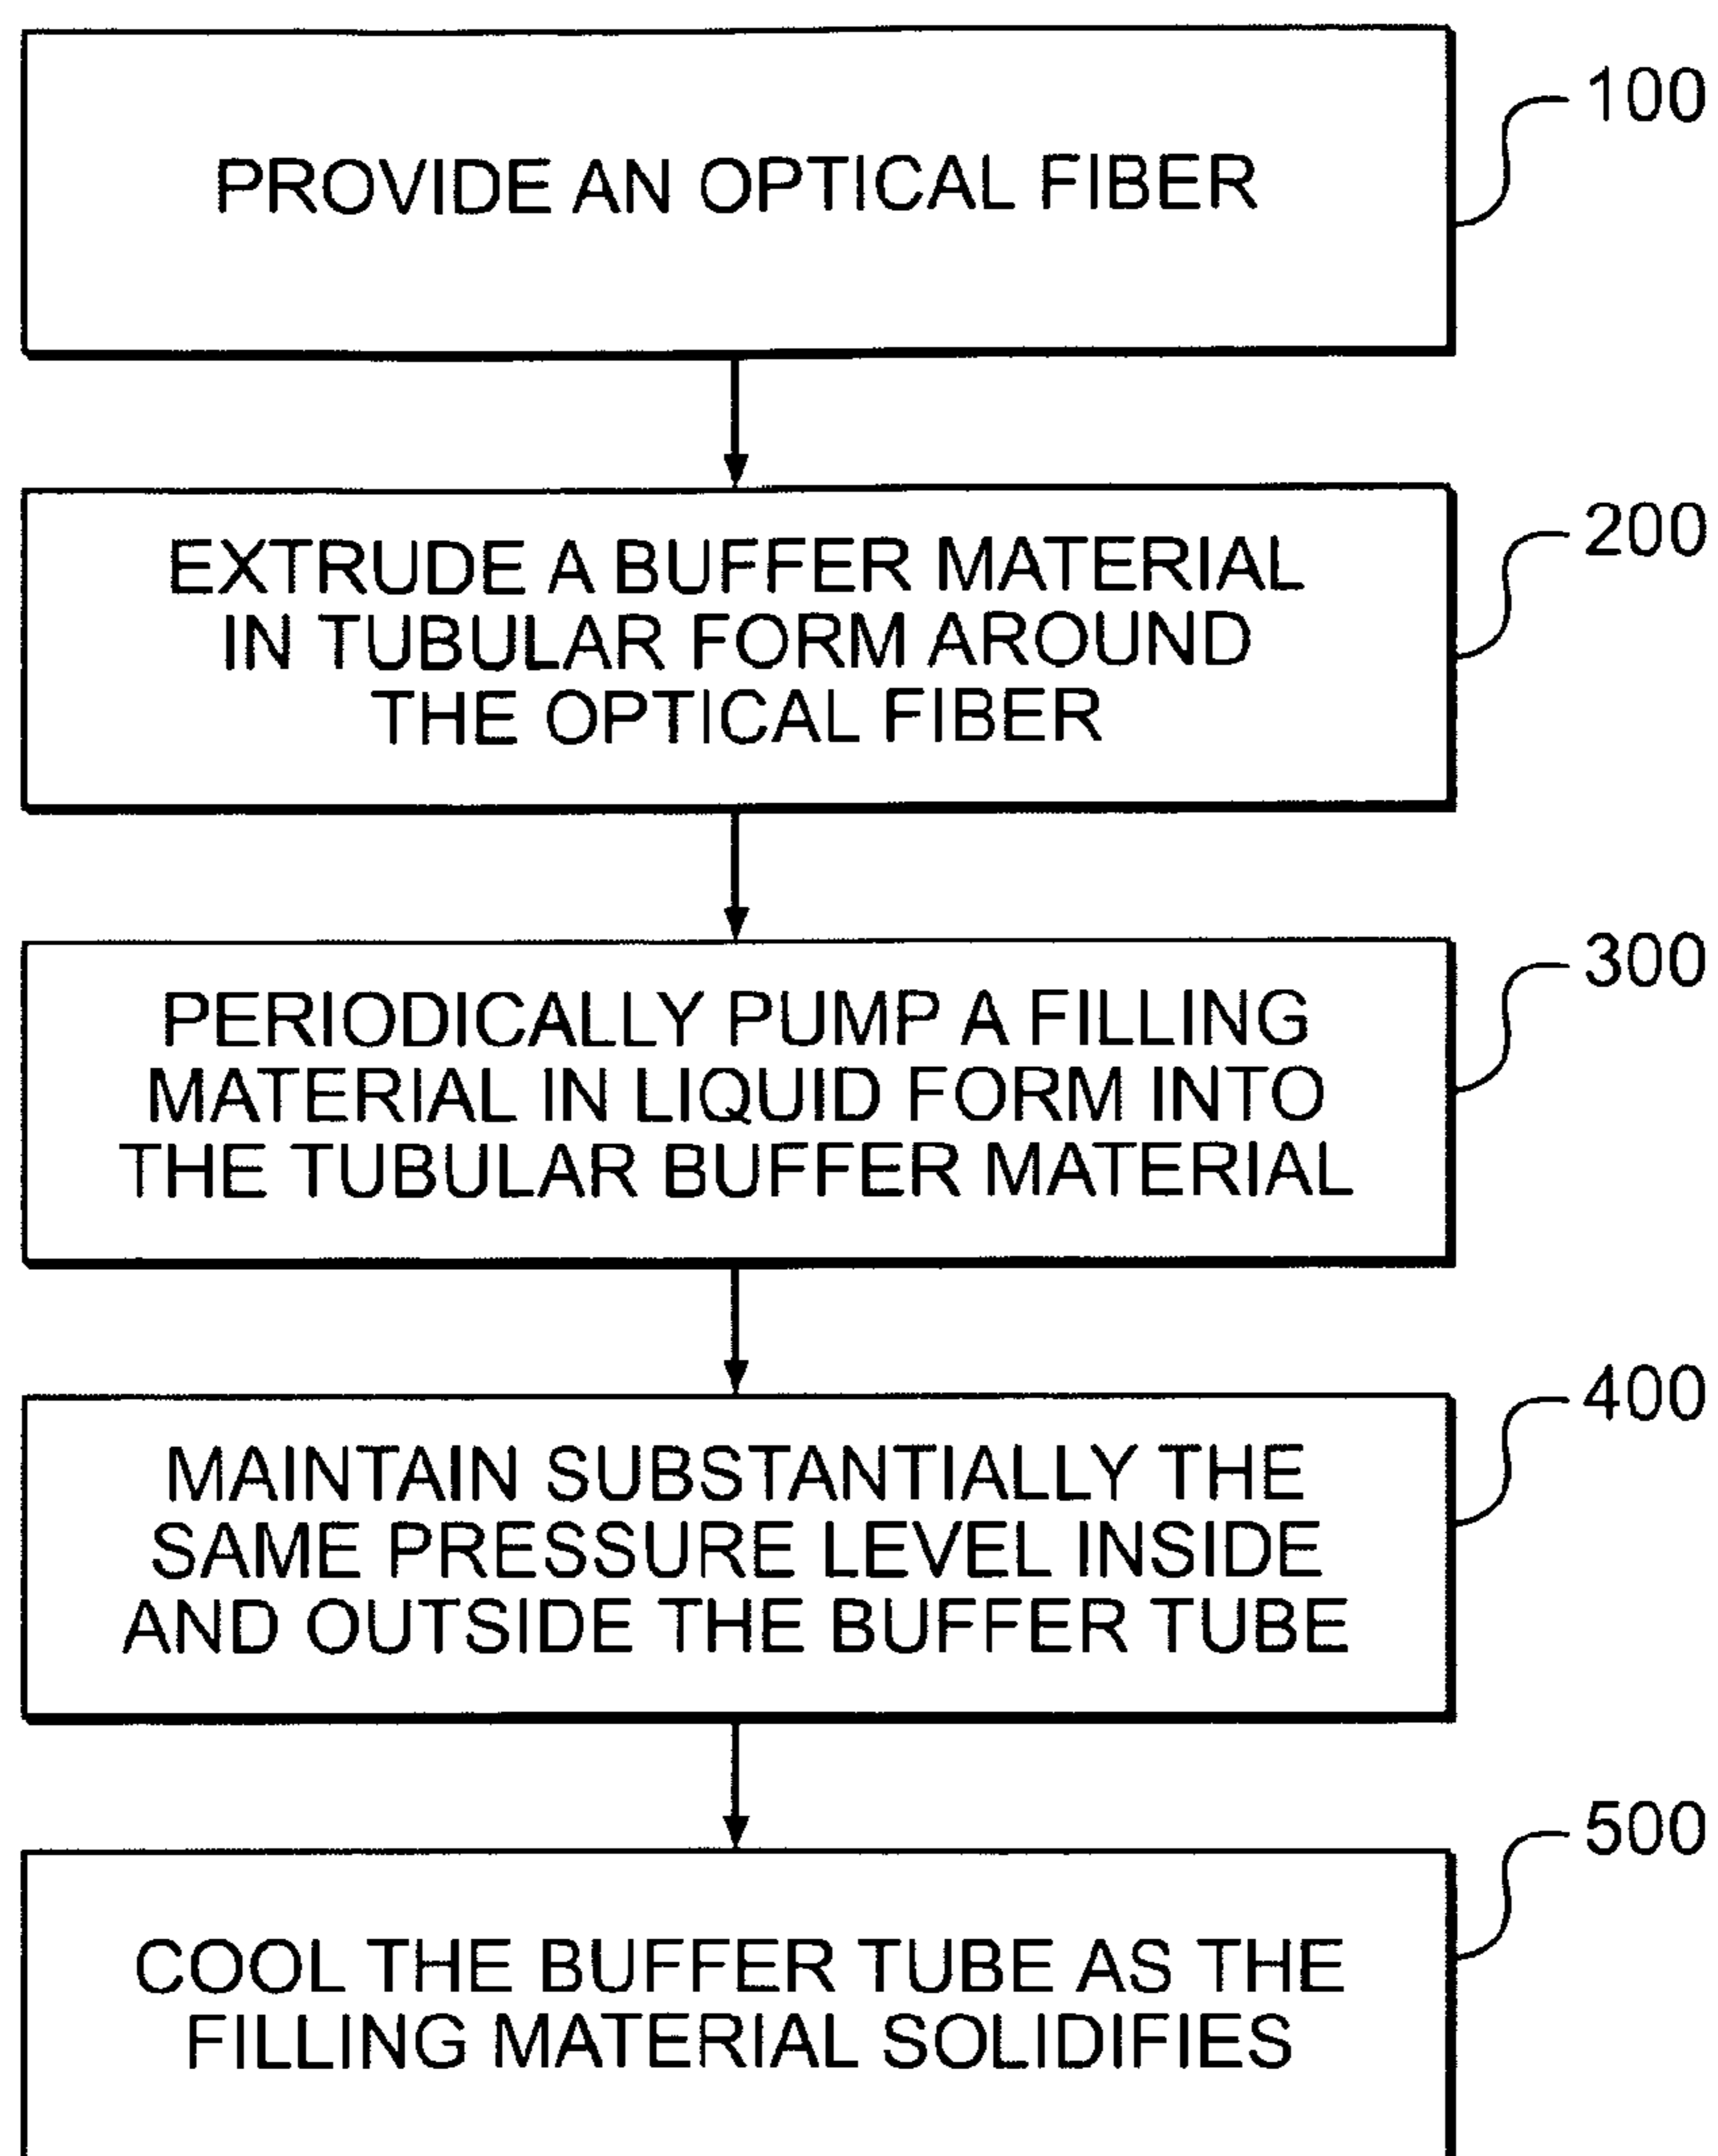 100
PROVIDE AN OPTICAL FIBER
200
EXTRUDE A BUFFER MATERIAL
IN TUBULAR FORM AROUND
THE OPTICAL FIBER
300
PERIODICALLY PUMP A FILLING
MATERIAL IN LIQUID FORM INTO
THE TUBULAR BUFFER MATERIAL
400
MAINTAIN SUBSTANTIALLY THE
SAME PRESSURE LEVEL INSIDE
AND OUTSIDE THE BUFFER TUBE
500
COOL THE BUFFER TUBE AS THE
FILLING MATERIAL SOLIDIFIES